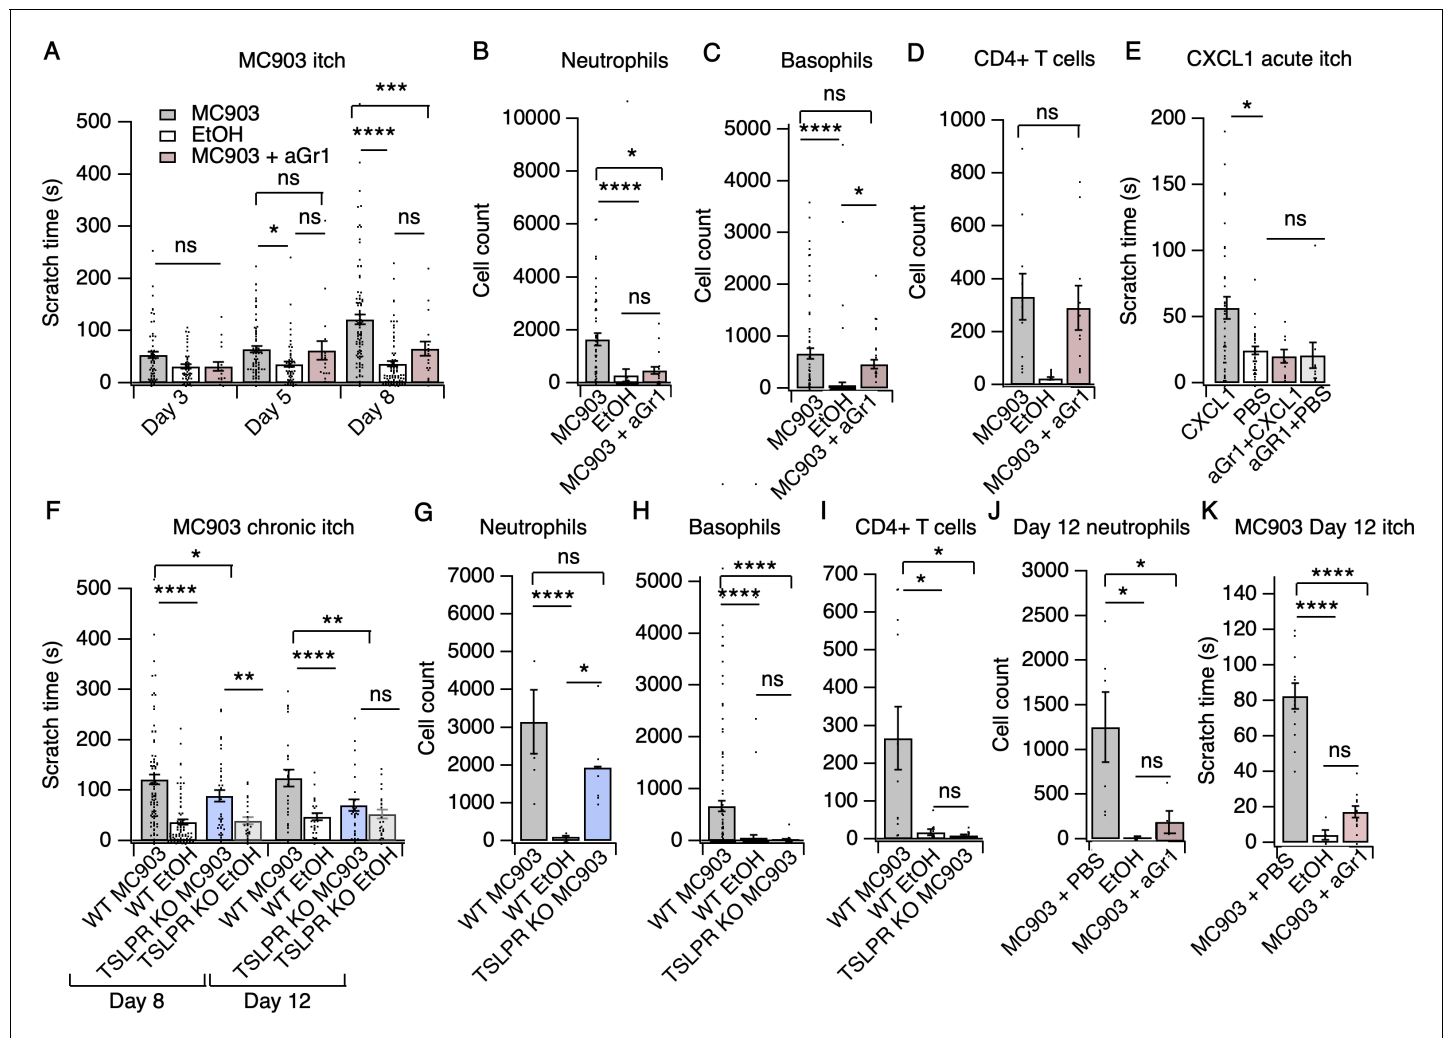 A
MC903 itch
MC903
EtOH
MC903 + aGr1
Scratch time (s)
500
400
300
200
100
0
ns
ns
*
ns
***
****
ns
Day 3
Day 5
Day 8
B
Neutrophils
Cell count
10000
8000
6000
4000
2000
0
*
****
ns
MC903
EtOH
MC903 + aGr1
C
Basophils
Cell count
5000
4000
3000
2000
1000
0
ns
****
*
MC903
EtOH
MC903 + aGr1
D
CD4+ T cells
Cell count
1000
800
600
400
200
0
ns
MC903
EtOH
MC903 + aGr1
E
CXCL1 acute itch
Scratch time (s)
200
150
100
50
0
*
ns
CXCL1
PBS
aGr1+CXCL1
aGR1+PBS
F
MC903 chronic itch
Scratch time (s)
500
400
300
200
100
0
*
****
**
**
****
ns
WT MC903
WT EtOH
TSLPR KO MC903
TSLPR KO EtOH
WT MC903
WT EtOH
TSLPR KO MC903
TSLPR KO EtOH
Day 8
Day 12
G
Neutrophils
Cell count
7000
6000
5000
4000
3000
2000
1000
0
ns
****
*
WT MC903
WT EtOH
TSLPR KO MC903
H
Basophils
5000
4000
3000
2000
1000
0
****
****
ns
WT MC903
WT EtOH
TSLPR KO MC903
I
CD4+ T cells
700
600
500
400
300
200
100
0
*
*
ns
WT MC903
WT EtOH
TSLPR KO MC903
J
Day 12 neutrophils
Cell count
3000
2500
2000
1500
1000
500
0
*
*
ns
MC903 + PBS
EtOH
MC903 + aGr1
K
MC903 Day 12 itch
Scratch time (s)
140
120
100
80
60
40
20
0
****
****
ns
MC903 + PBS
EtOH
MC903 + aGr1